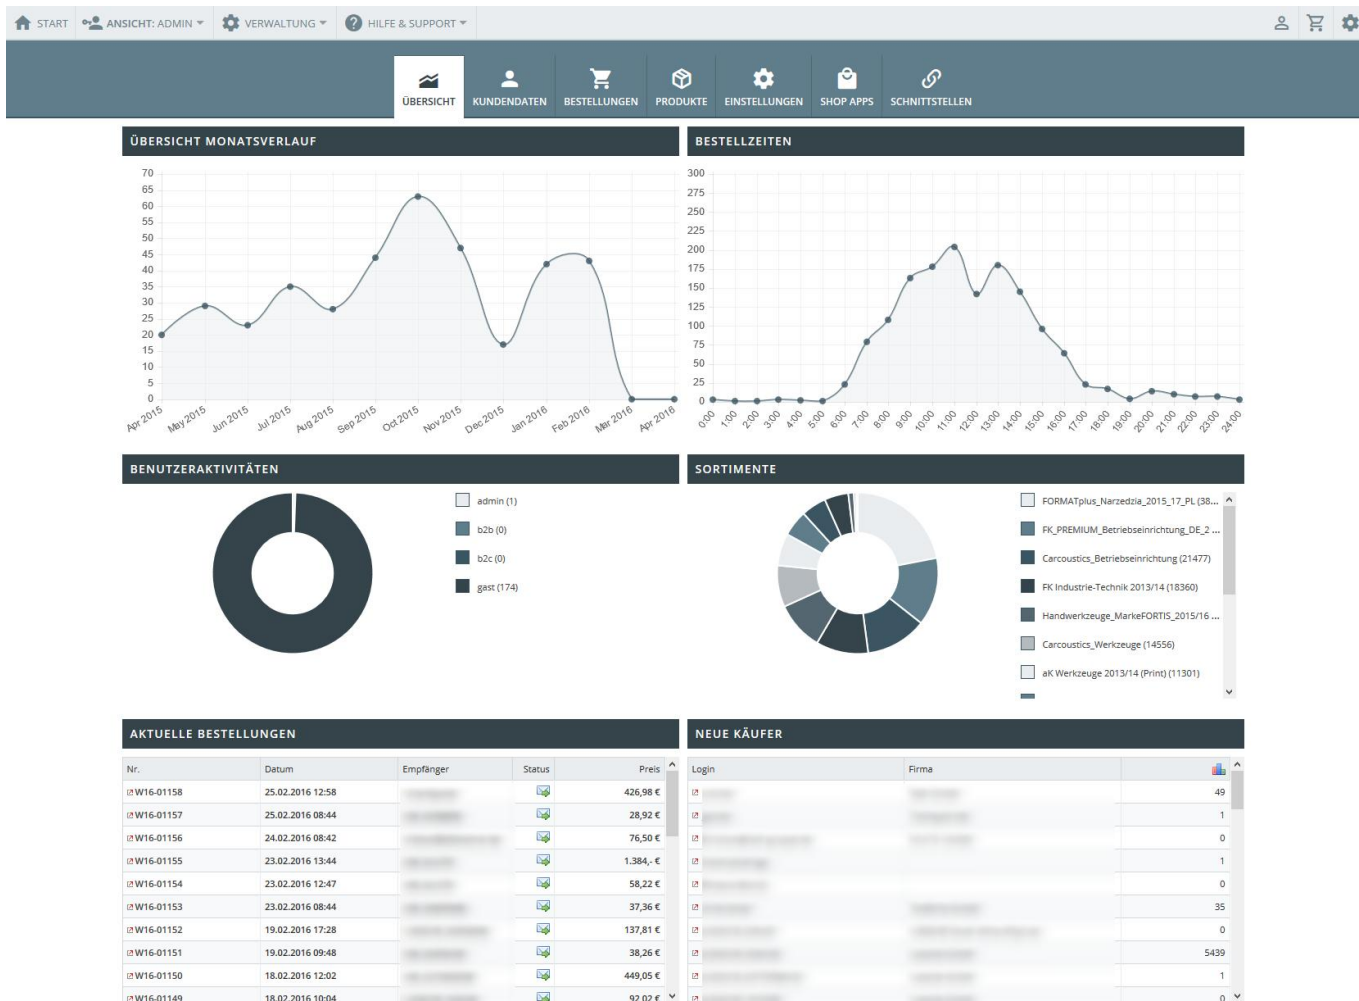 START ANSICHT: ADMIN VERWALTUNG HILFE & SUPPORT
ÜBERSICHT KUNDENDATEN BESTELLUNGEN PRODUKTE EINSTELLUNGEN SHOP APPS SCHNITTSTELLEN
ÜBERSICHT MONATSVERLAUF
70
65
60
55
50
45
40
35
30
25
20
15
10
5
0
Apr 2015 May 2015 Jun 2015 Jul 2015 Aug 2015 Sep 2015 Oct 2015 Nov 2015 Dec 2015 Jan 2016 Feb 2016 Mar 2016 Apr 2016
BESTELLZEITEN
300
275
250
225
200
175
150
125
100
75
50
25
0
0:00 1:00 2:00 3:00 4:00 5:00 6:00 7:00 8:00 9:00 10:00 11:00 12:00 13:00 14:00 15:00 16:00 17:00 18:00 19:00 20:00 21:00 22:00 23:00 24:00
BENUTZERAKTIVITÄTEN
admin (1)
b2b (0)
b2c (0)
gast (174)
SORTIMENTE
FORMATplus_Narzedzia_2015_17_PL (38...
FK_PREMIUM_Betriebseinrichtung_DE_2 ...
Carcoustics_Betriebseinrichtung (21477)
FK Industrie-Technik 2013/14 (18360)
Handwerkzeuge_MarkeFORTIS_2015/16 ...
Carcoustics_Werkzeuge (14556)
aK Werkzeuge 2013/14 (Print) (11301)
AKTUELLE BESTELLUNGEN
Nr. Datum Empfänger Status Preis
W16-01158 25.02.2016 12:58 426,98 €
W16-01157 25.02.2016 08:44 28,92 €
W16-01156 24.02.2016 08:42 76,50 €
W16-01155 23.02.2016 13:44 1.384,- €
W16-01154 23.02.2016 12:47 58,22 €
W16-01153 23.02.2016 08:44 37,36 €
W16-01152 19.02.2016 17:28 137,81 €
W16-01151 19.02.2016 09:48 38,26 €
W16-01150 18.02.2016 12:02 449,05 €
W16-01149 18.02.2016 10:04 92,02 €
NEUE KÄUFER
Login Firma
49
1
0
1
0
35
0
5439
1
0